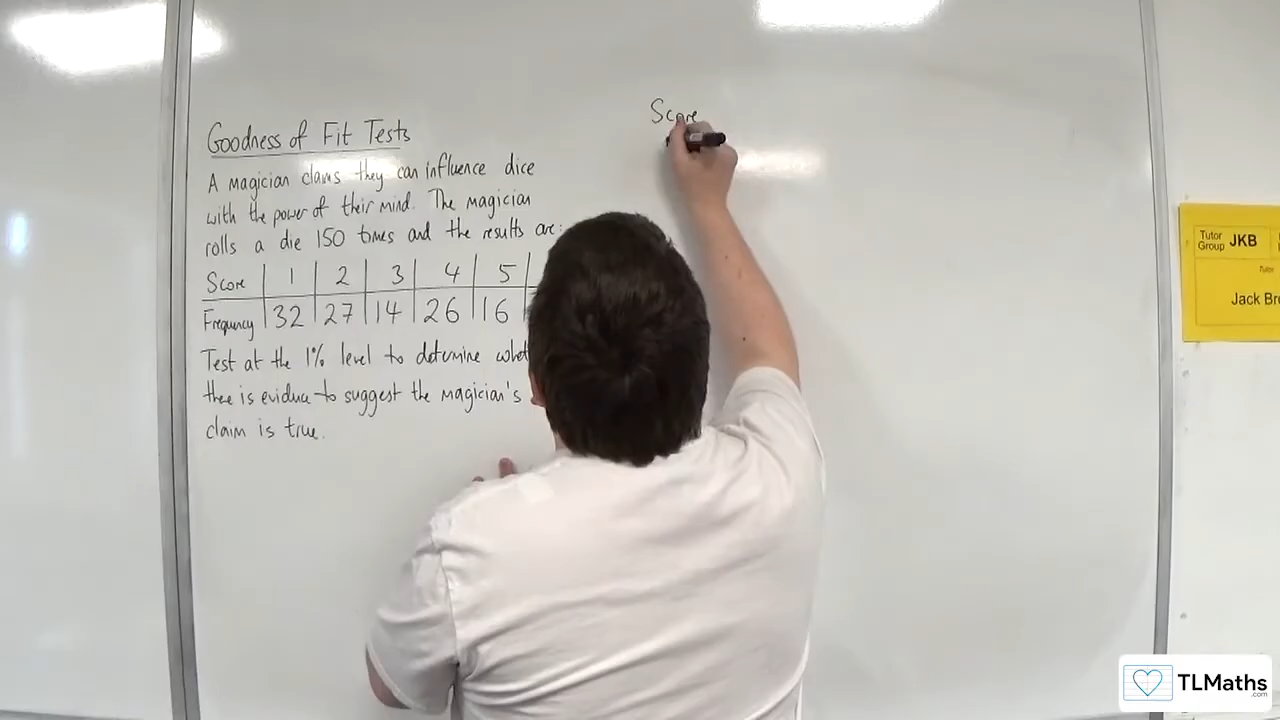 Goodness of Fit Tests
A magician claims they can influence dice
with the power of their mind. The magician
rolls a die 150 times and the results are:
Score 1 2 3 4 5
Frequency 32 27 14 26 16
Test at the 1% level to determine
there is evidence to suggest the magician's
claim is true.
Score
Tutor Group JKB
Tutor
Jack
TLMaths
.com